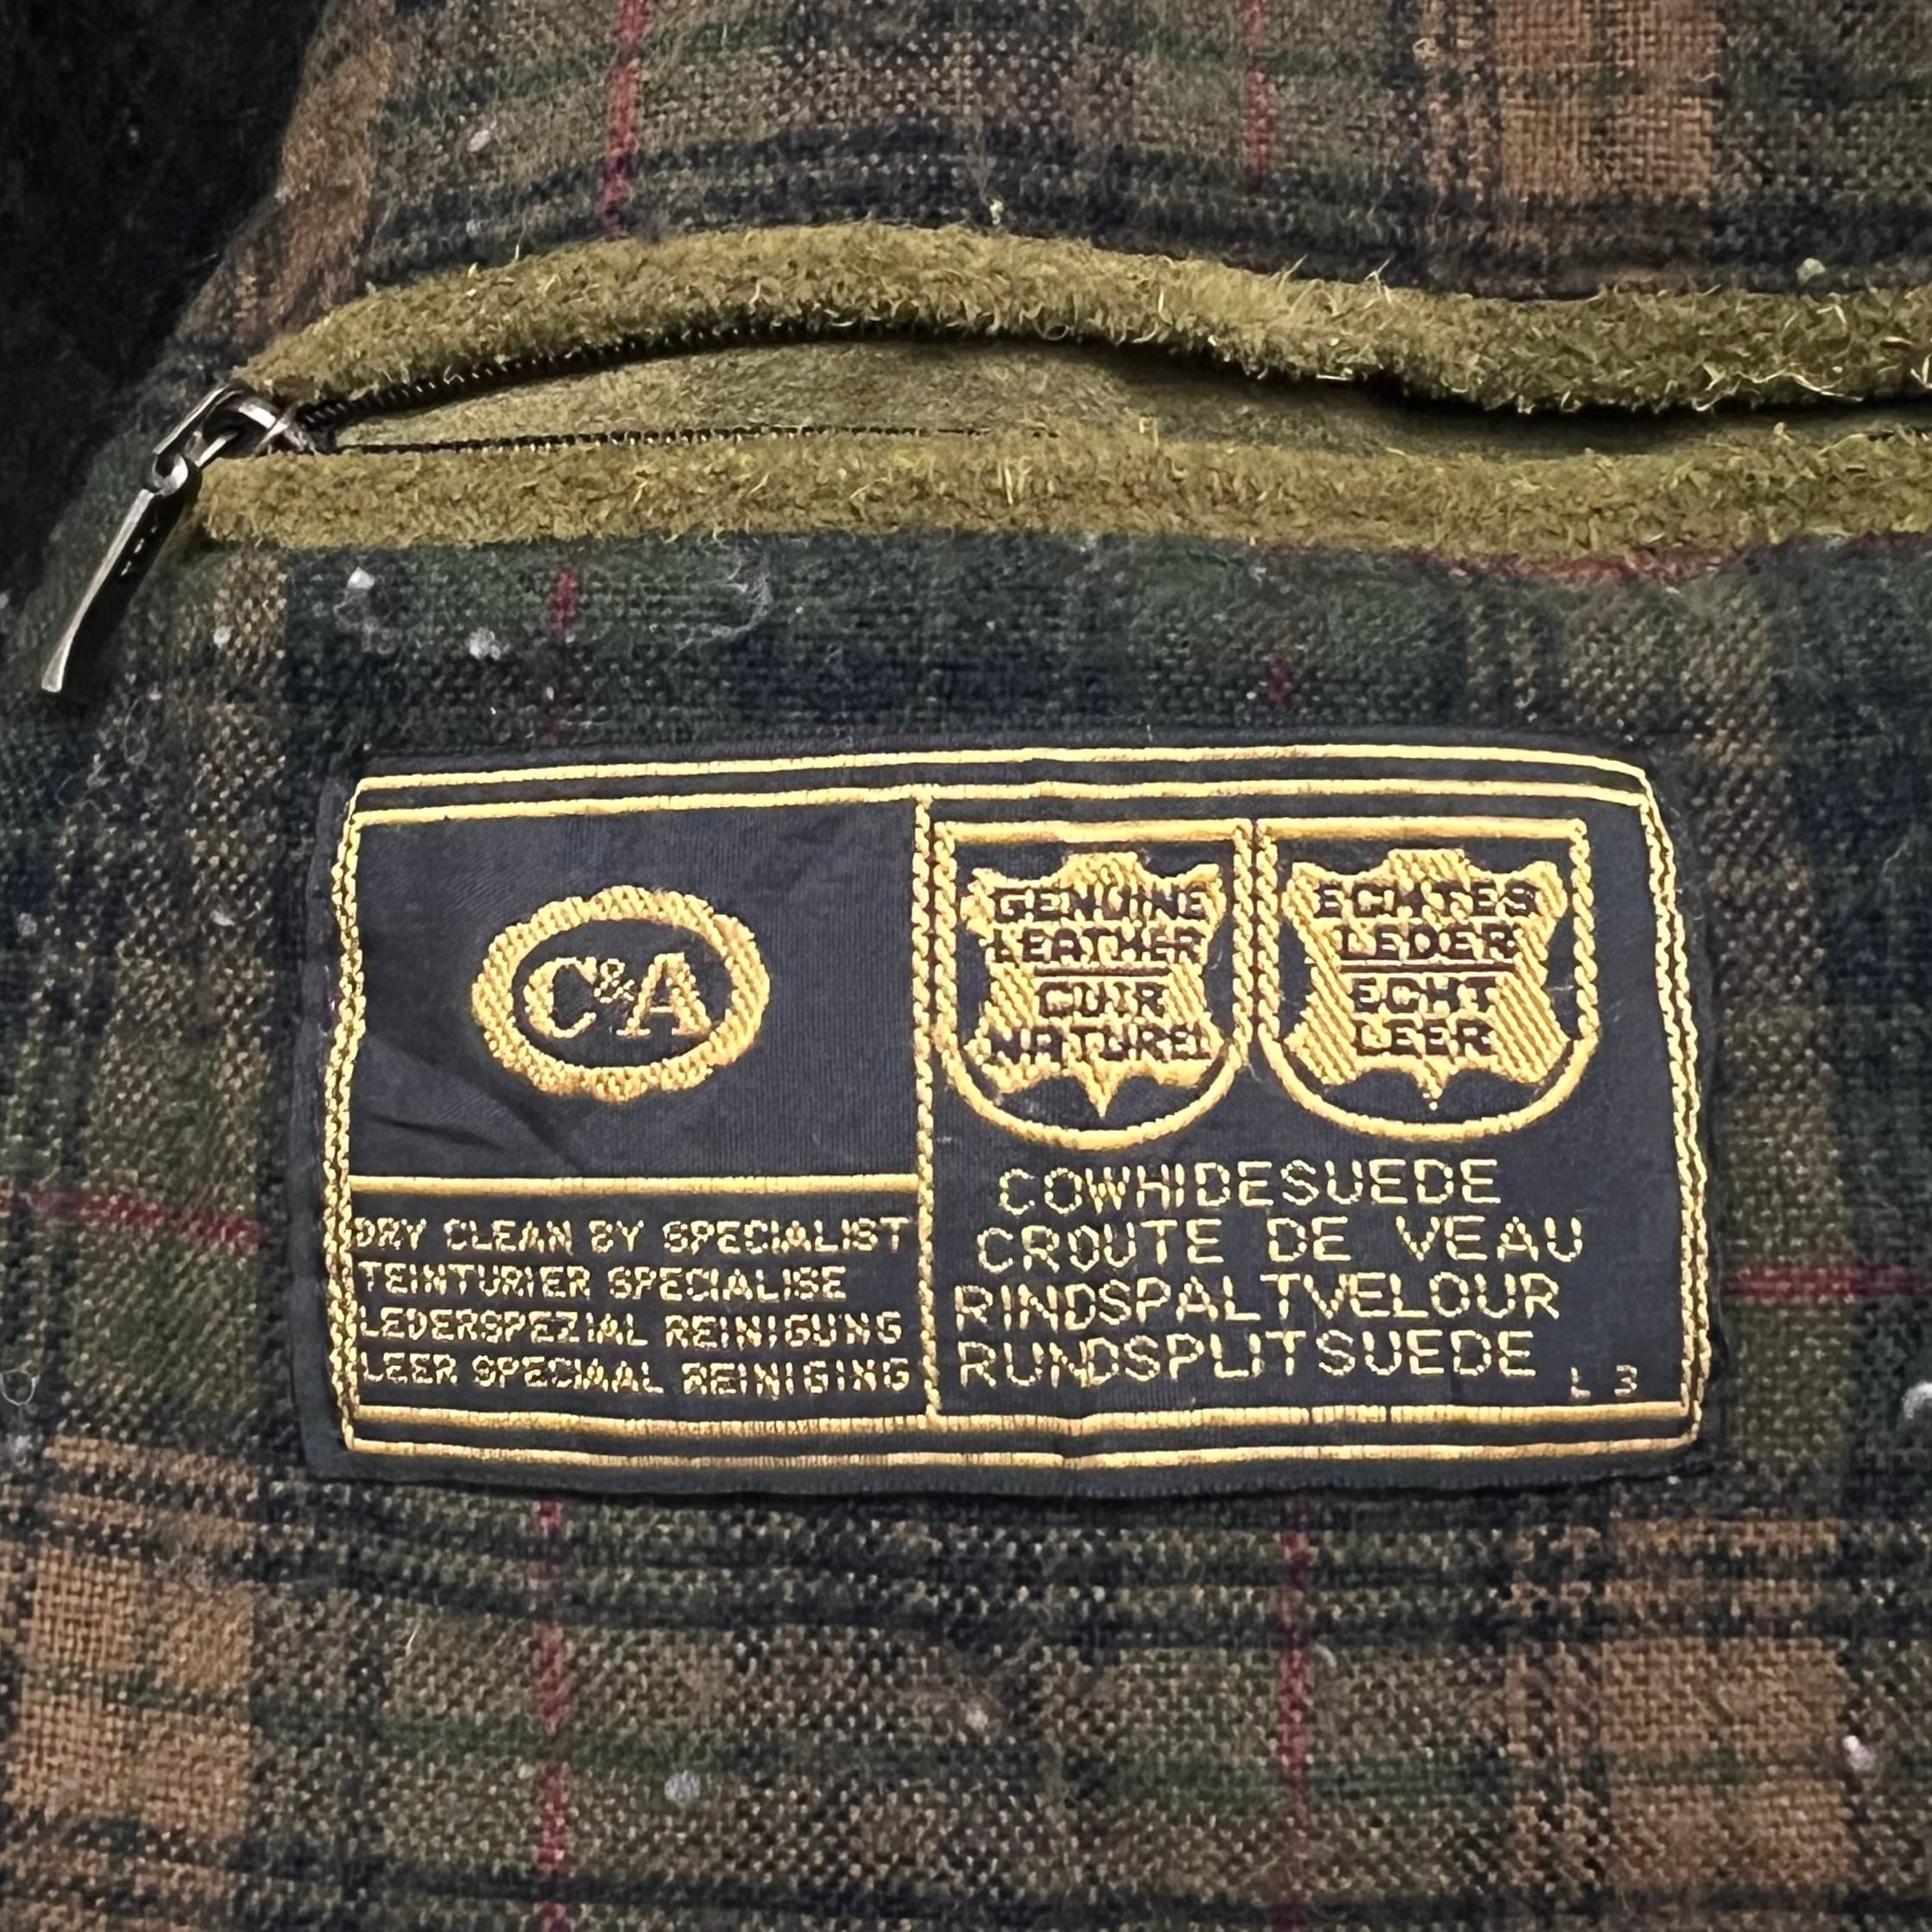 C&A
DRY CLEAN BY SPECIALIST
TEINTURIER SPECIALISE
LEDERSPEZIAL REINIGUNG
LEER SPECIAAL REINIGING
GENUINE
LEATHER
CUIR
NATUREL
ECHTES
LEDER
ECHT
LEER
COWHIDESUEDE
CROUTE DE VEAU
RINDSPALTVELOUR
RUNDSPLITSUEDE
L 3